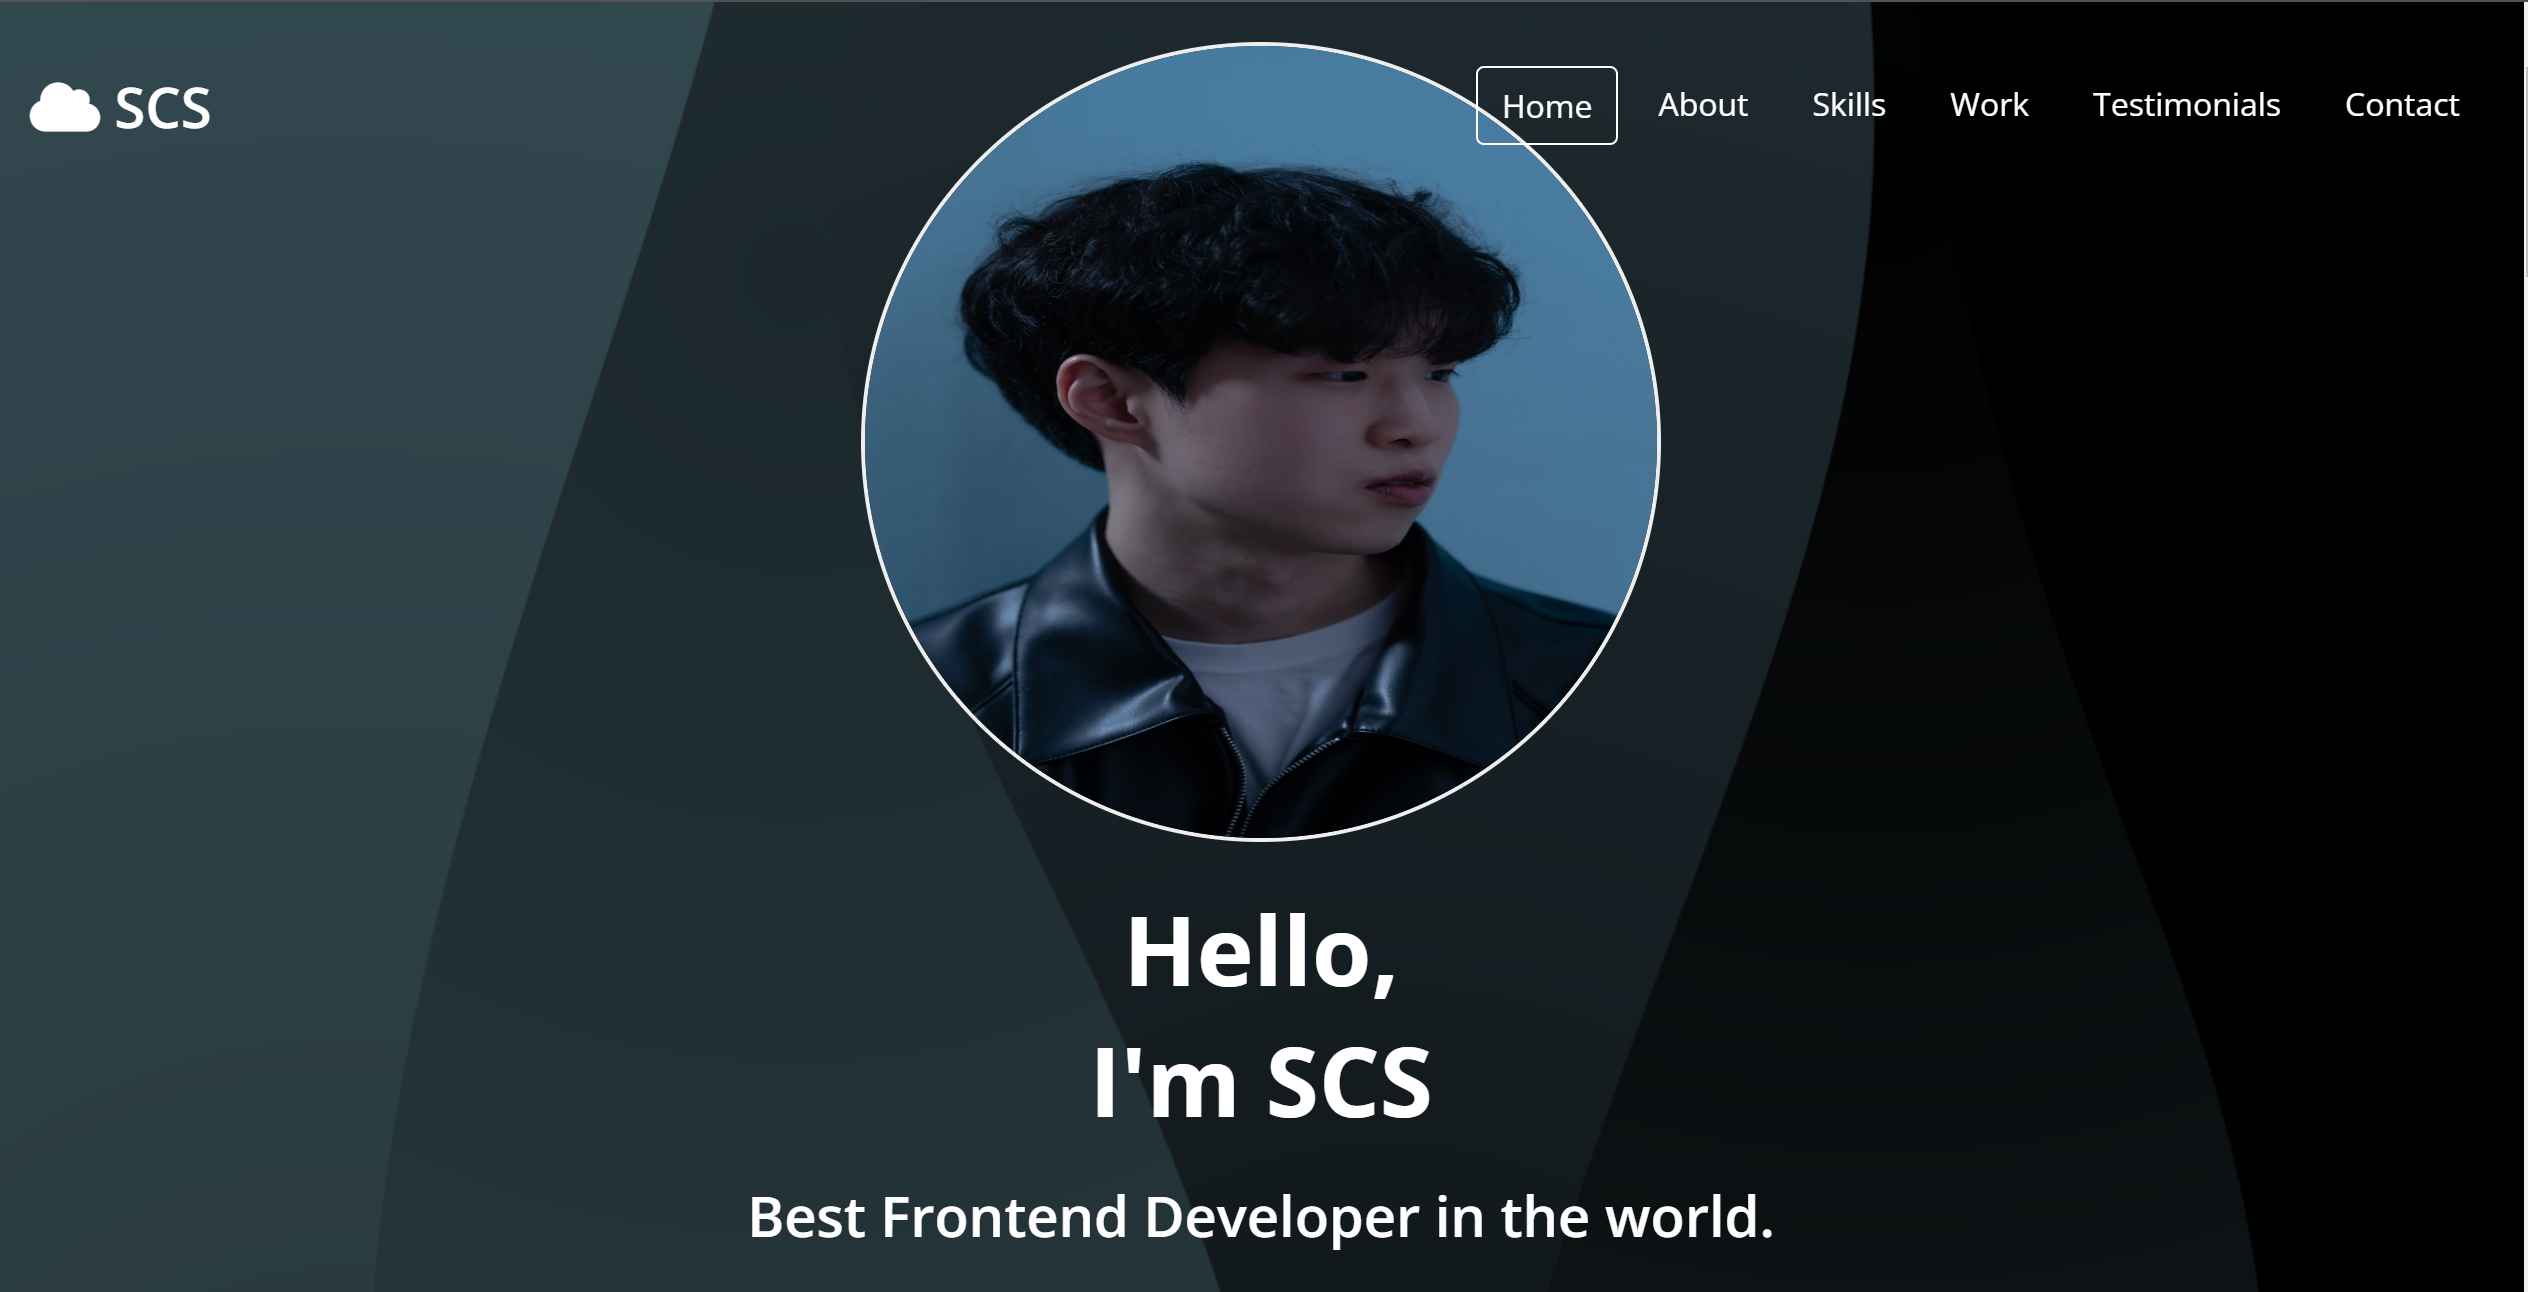 SCS
Home About Skills Work Testimonials Contact
Hello,
I'm SCS
Best Frontend Developer in the world.